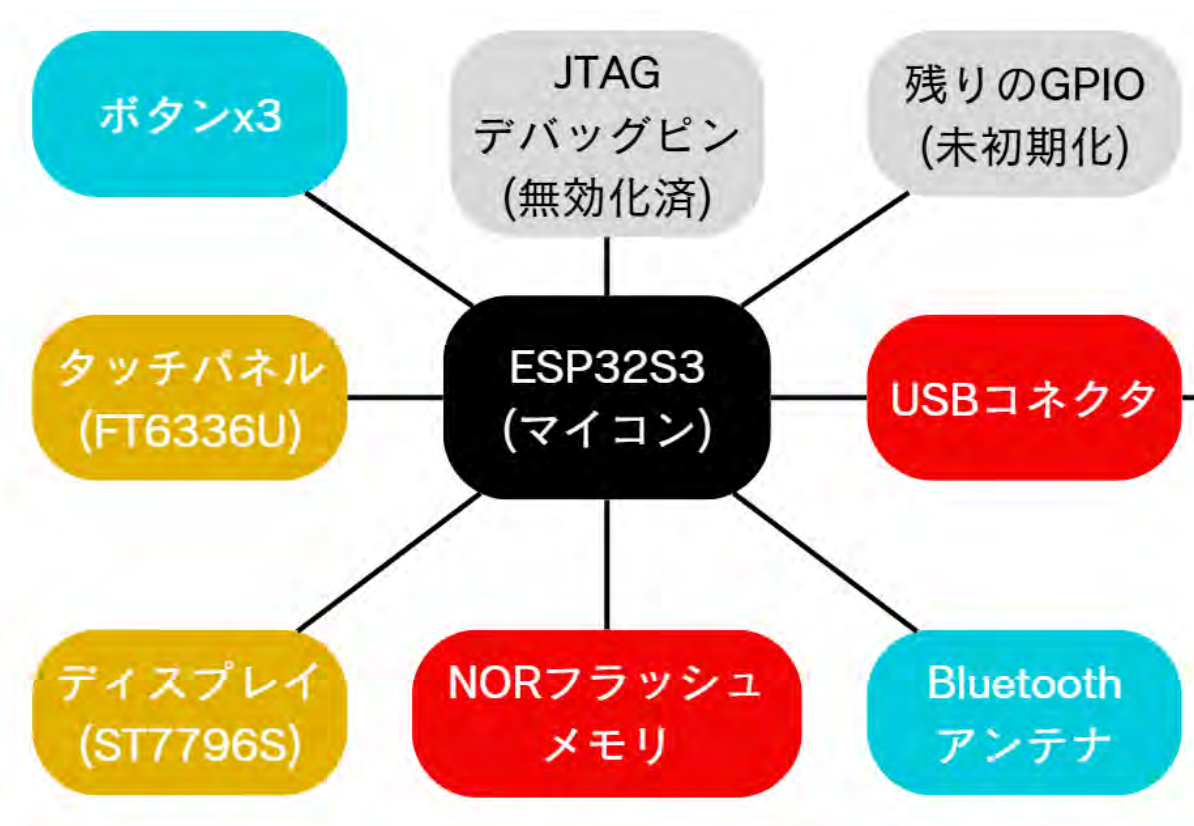 ボタンx3
JTAG
デバッグピン
(無効化済)
残りのGPIO
(未初期化)
タッチパネル
(FT6336U)
ESP32S3
(マイコン)
USBコネクタ
ディスプレイ
(ST7796S)
NORフラッシュ
メモリ
Bluetooth
アンテナ